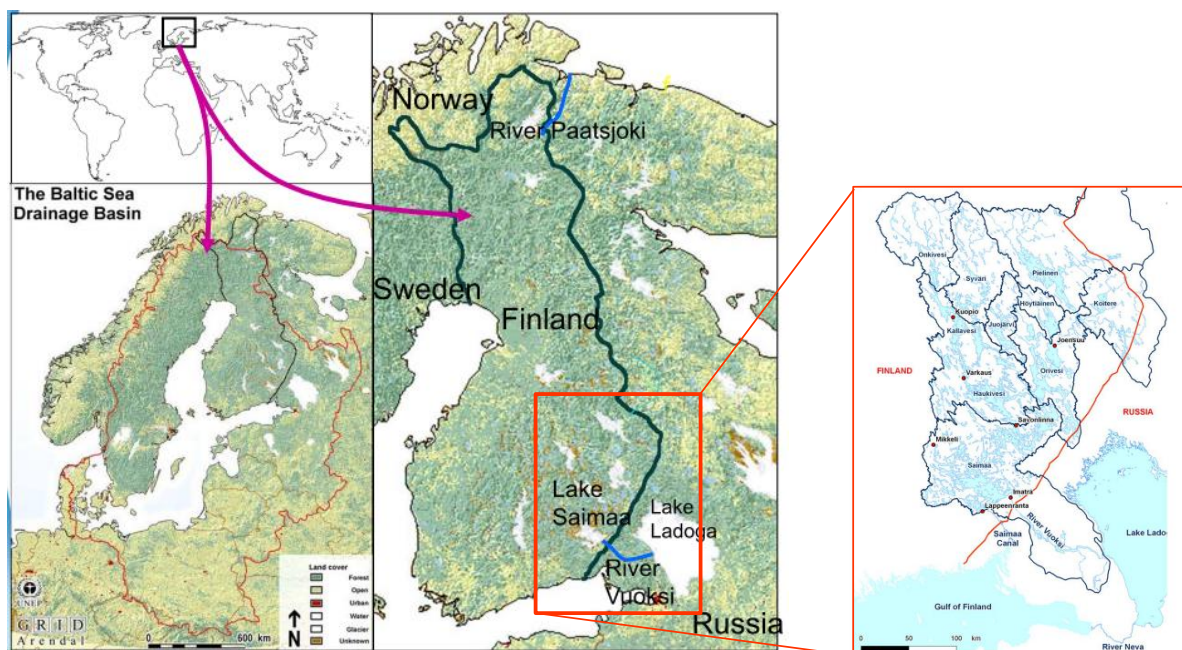 The Baltic Sea
Drainage Basin
Land cover
Forest
Open
Urban
Water
Glacier
Unknown
N
UNEP
GRID
Arendal
0
600 km
Norway
River Paatsjoki
Sweden
Finland
Lake
Saimaa
Lake
Ladoga
River
Vuoksi
Russia
Onkivesi
Syväri
Pielinen
Höytiäinen
Koitere
Kuopio
Kallavesi
Juojärvi
Joensuu
FINLAND
Varkaus
Orivesi
Haukivesi
RUSSIA
Savonlinna
Mikkeli
Saimaa
Imatra
Lappeenranta
River Vuoksi
Saimaa
Canal
Lake Lado
Gulf of Finland
0
50
100
km
River Neva